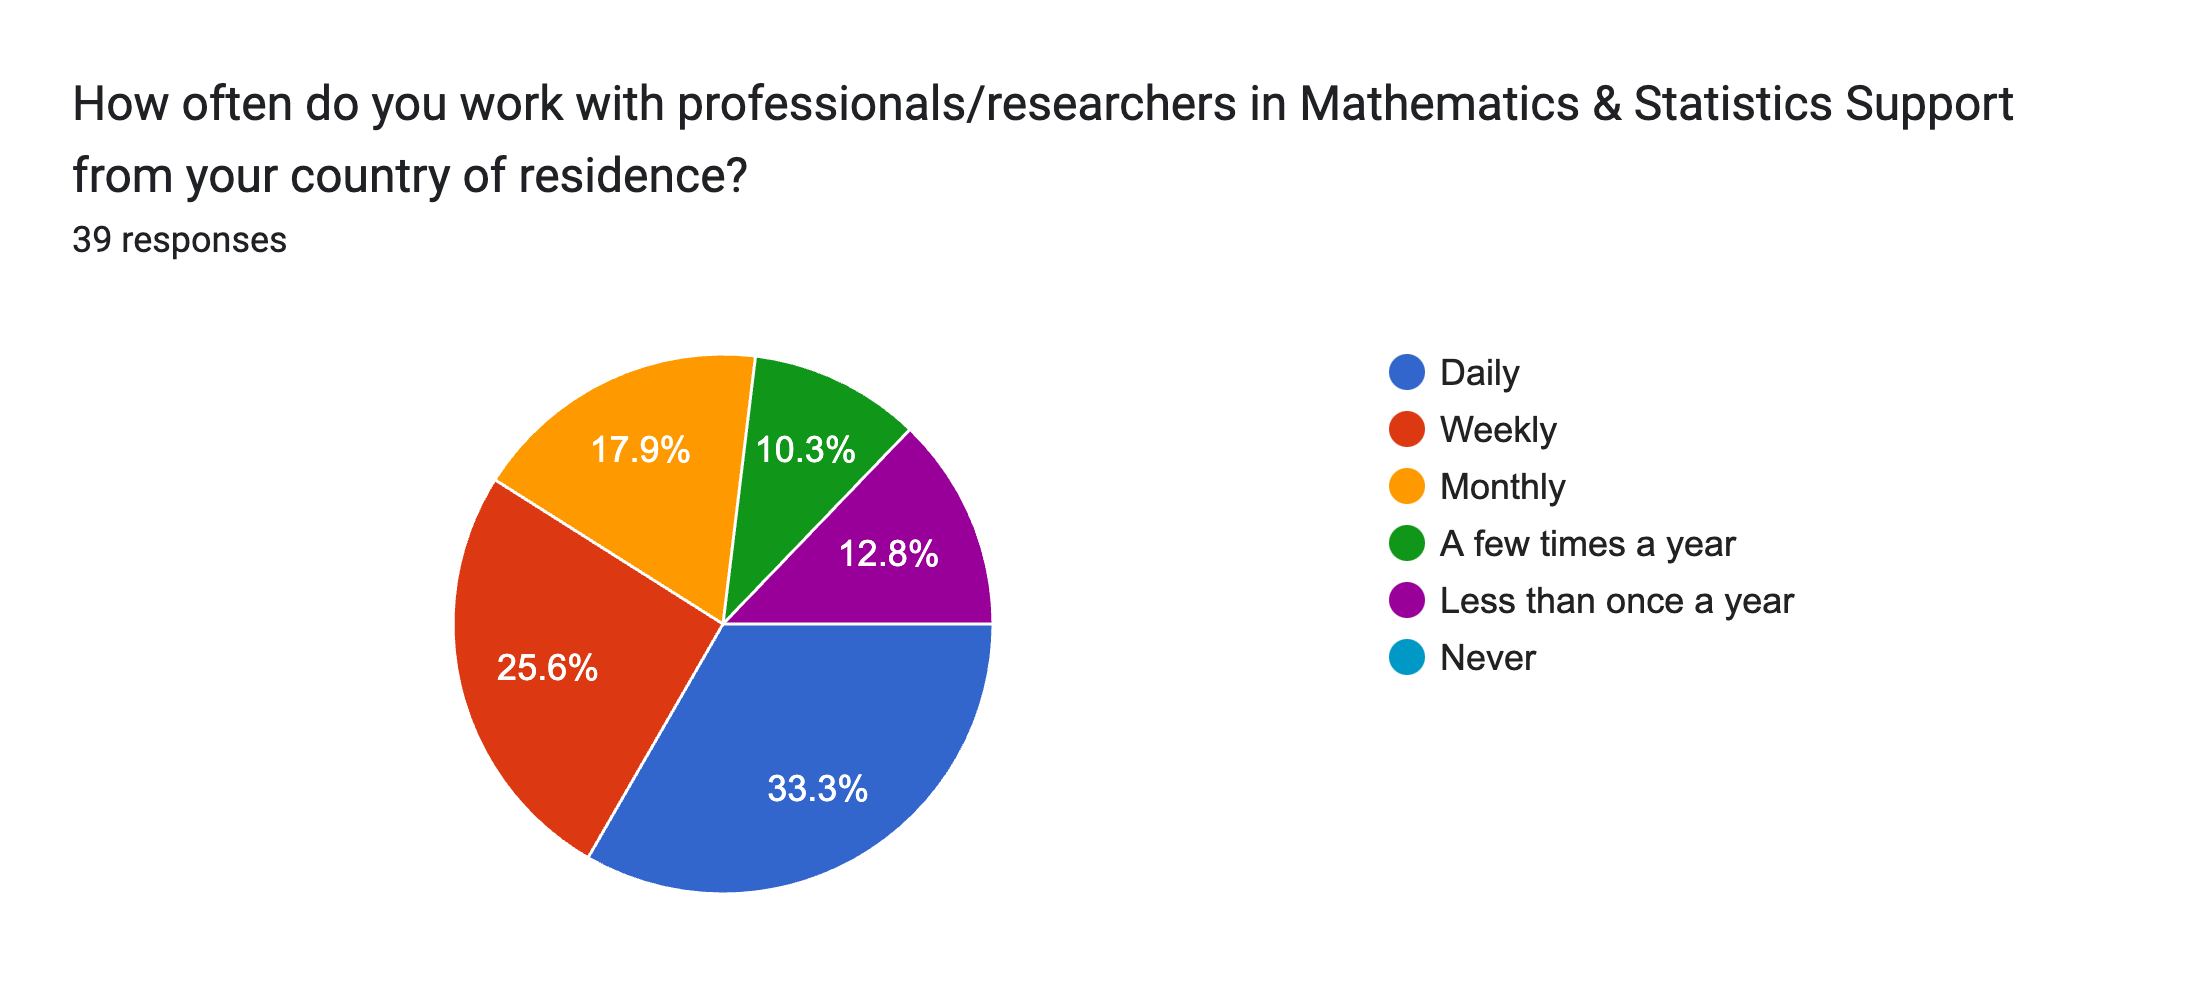 How often do you work with professionals/researchers in Mathematics & Statistics Support
from your country of residence?
39 responses
17.9%
10.3%
12.8%
25.6%
33.3%
Daily
Weekly
Monthly
A few times a year
Less than once a year
Never